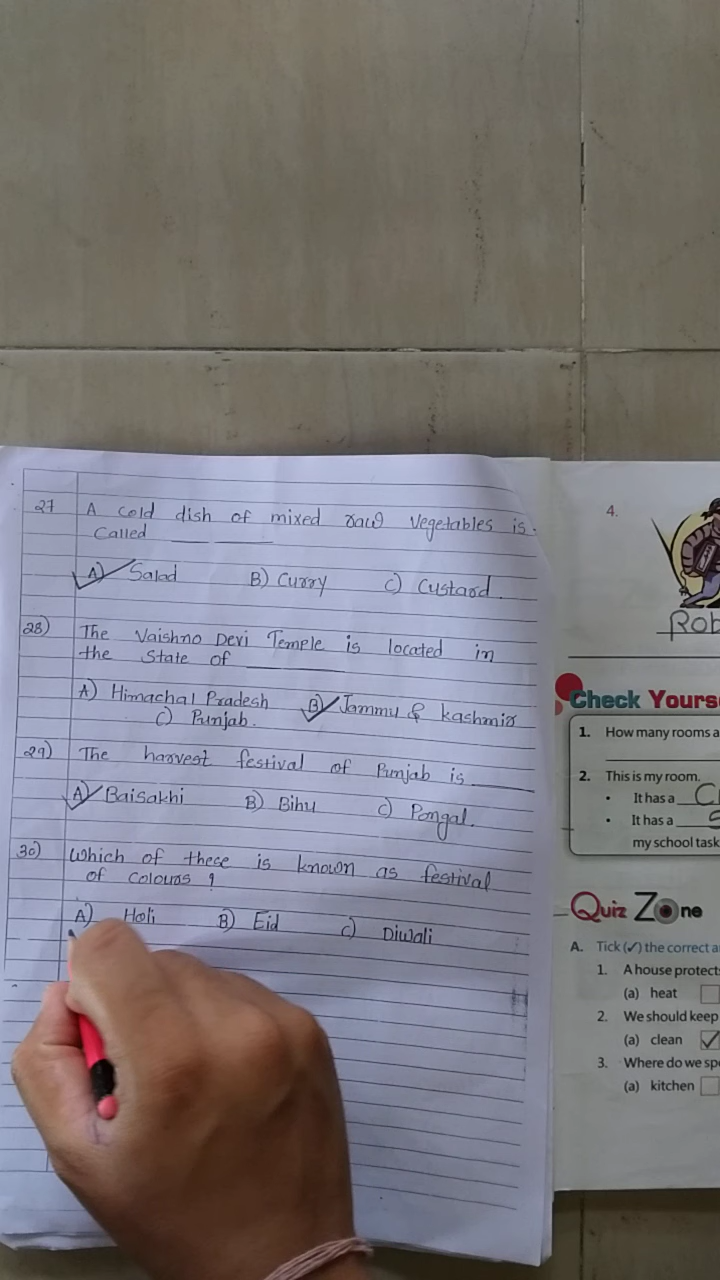 27 A cold dish of mixed raw vegetables is.
Called ___ ___
A) Salad B) Curry C) Custard.
28) The Vaishno Devi Temple is located in
the State of ______
A) Himachal Pradesh B) Jammu & kashmir
C) Punjab.
29) The harvest festival of Punjab is ____
A) Baisakhi B) Bihu C) Pongal.
30) Which of these is known as festival
of Colours ?
A) Holi B) Eid C) Diwali
4.
Rob
Check Yours
1. How many rooms a
2. This is my room.
• It has a
• It has a
my school task
Quiz Zone
A. Tick (✓) the correct a
1. A house protect
(a) heat
2. We should keep
(a) clean ✓
3. Where do we sp
(a) kitchen